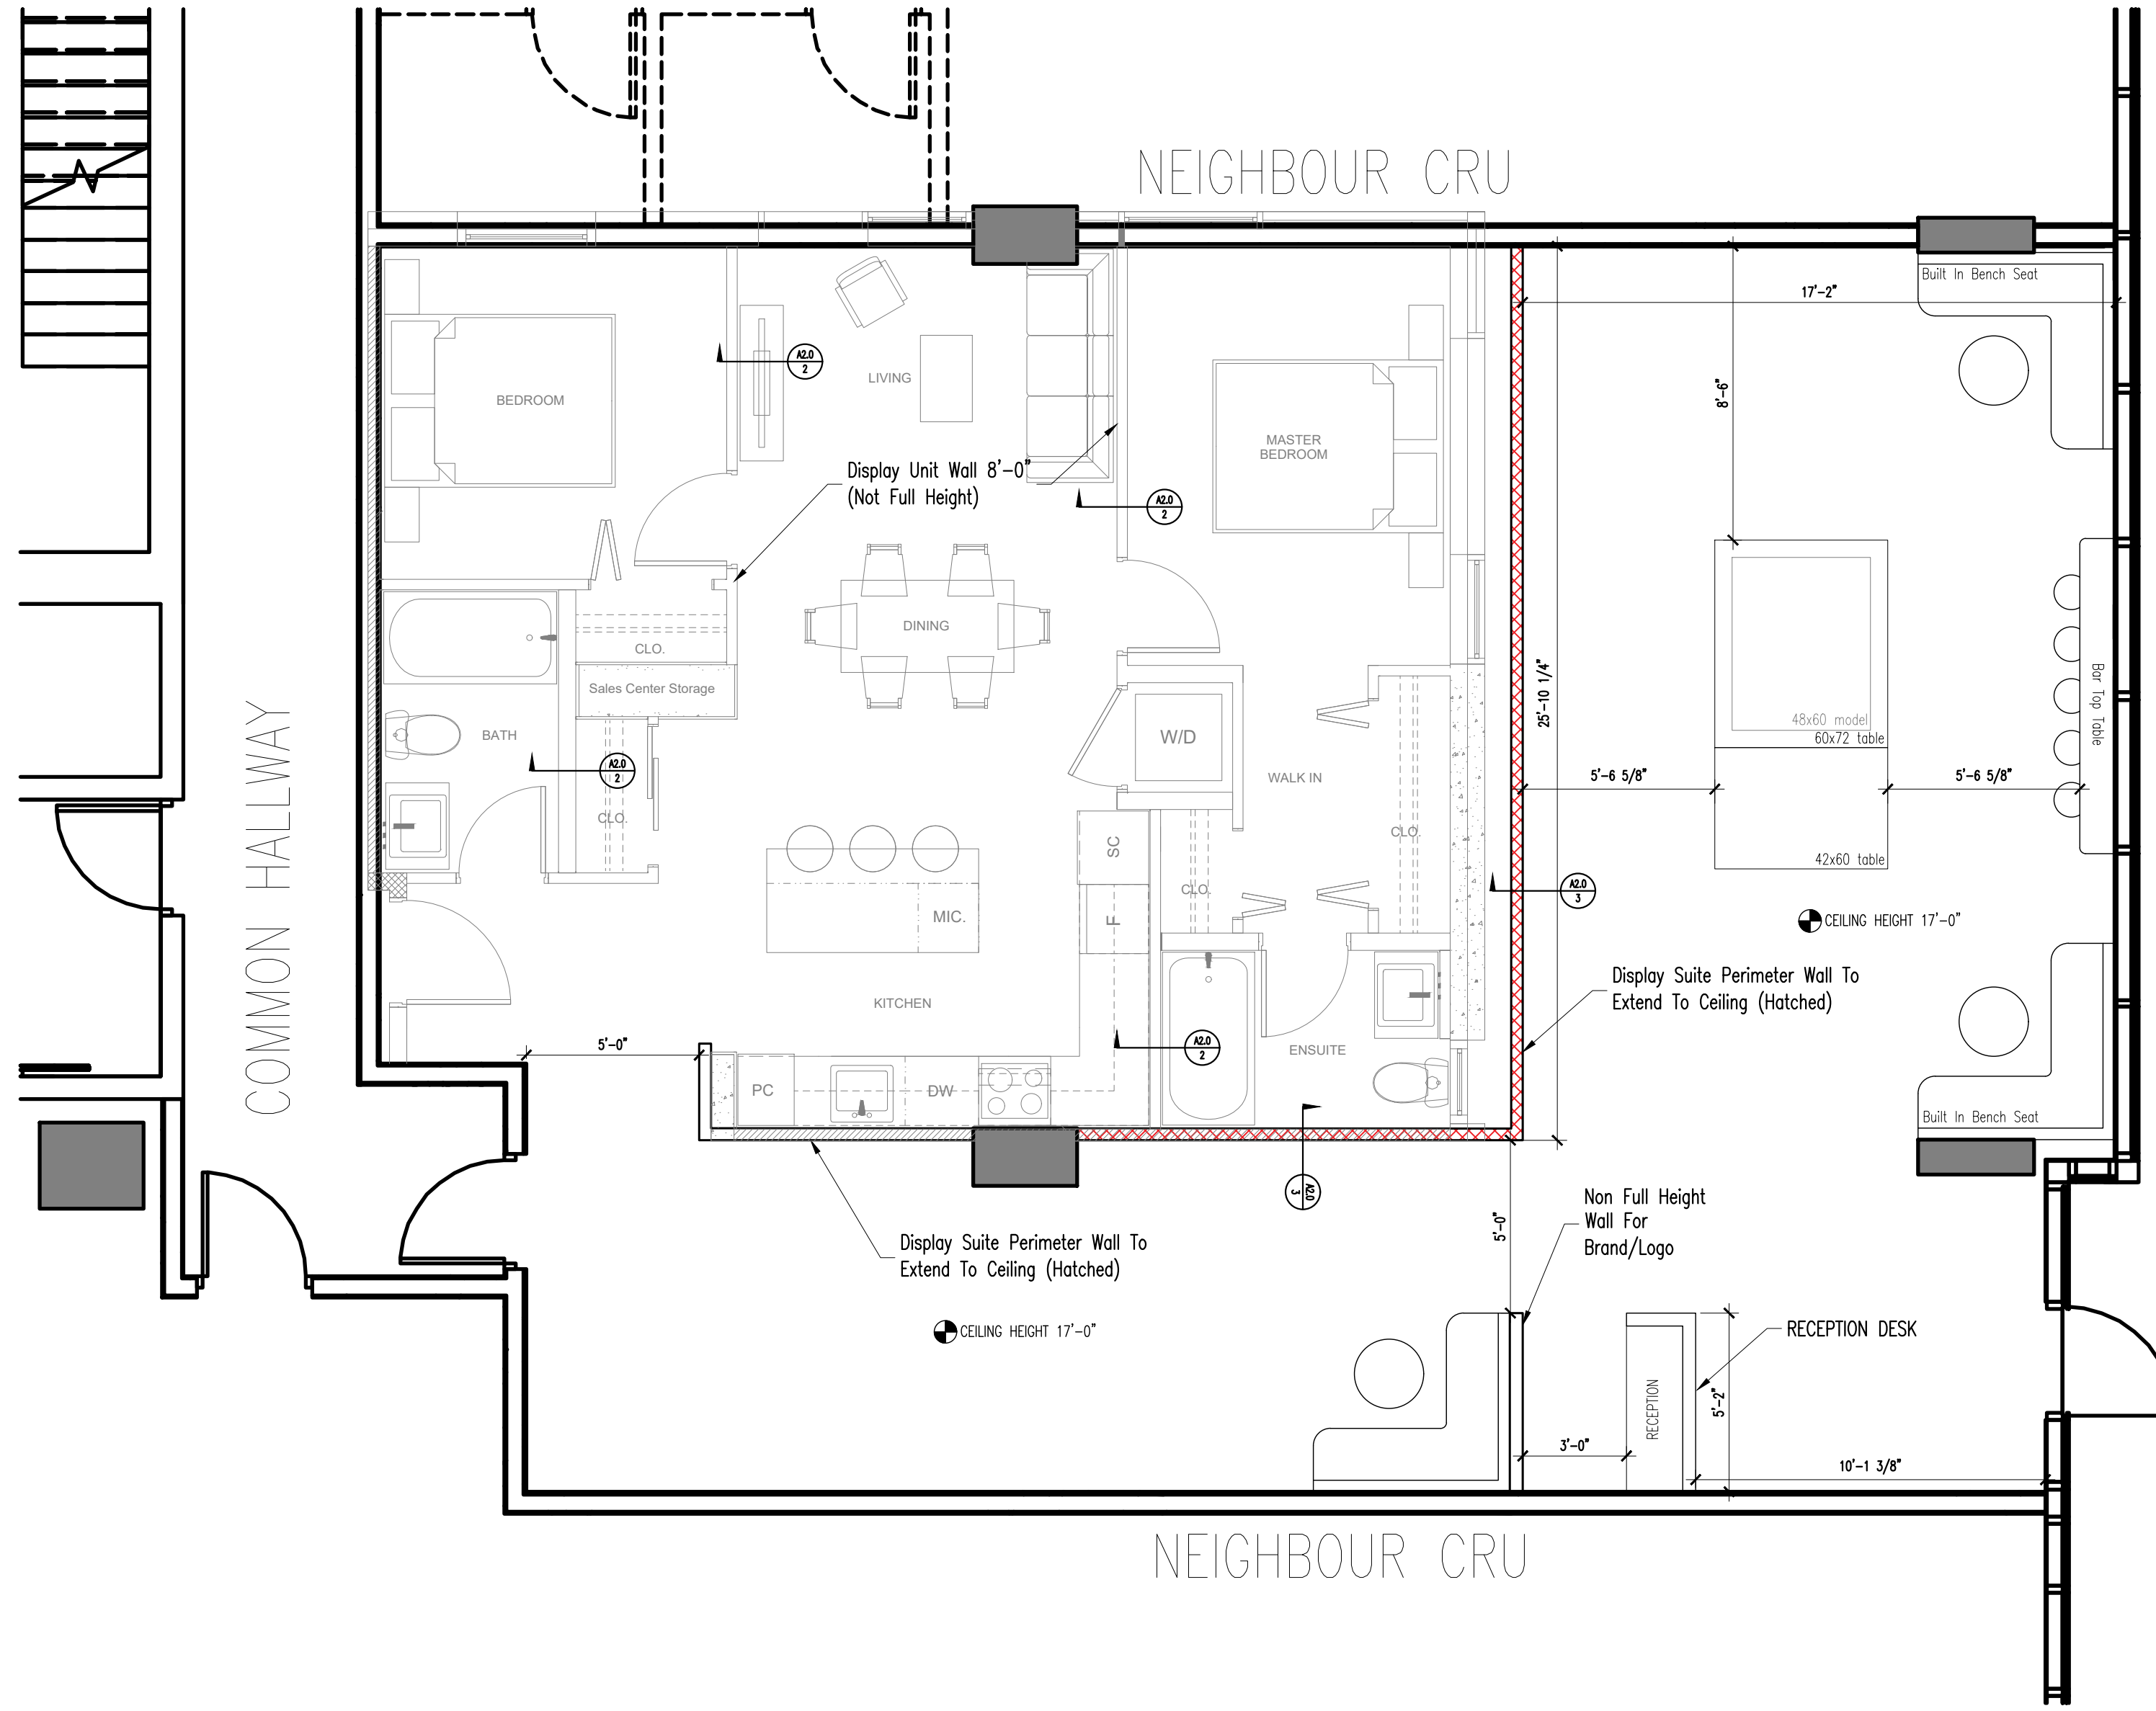 NEIGHBOUR CRU
Built In Bench Seat
17'-2"
8'-6"
A2.0
2
LIVING
BEDROOM
MASTER
BEDROOM
Display Unit Wall 8'-0"
(Not Full Height)
A2.0
2
DINING
CLO.
Sales Center Storage
25'-10 1/4"
Bar Top Table
48x60 model
60x72 table
BATH
W/D
A2.0
2
WALK IN
5'-6 5/8"
5'-6 5/8"
CLO.
CLO.
SC
42x60 table
COMMON HALLWAY
CLO.
A2.0
3
MIC.
F
CEILING HEIGHT 17'-0"
Display Suite Perimeter Wall To
Extend To Ceiling (Hatched)
KITCHEN
5'-0"
A2.0
2
ENSUITE
PC
DW
Built In Bench Seat
A2.0
3
Non Full Height
Wall For
Brand/Logo
5'-0"
Display Suite Perimeter Wall To
Extend To Ceiling (Hatched)
CEILING HEIGHT 17'-0"
RECEPTION DESK
RECEPTION
5'-2"
3'-0"
10'-1 3/8"
NEIGHBOUR CRU